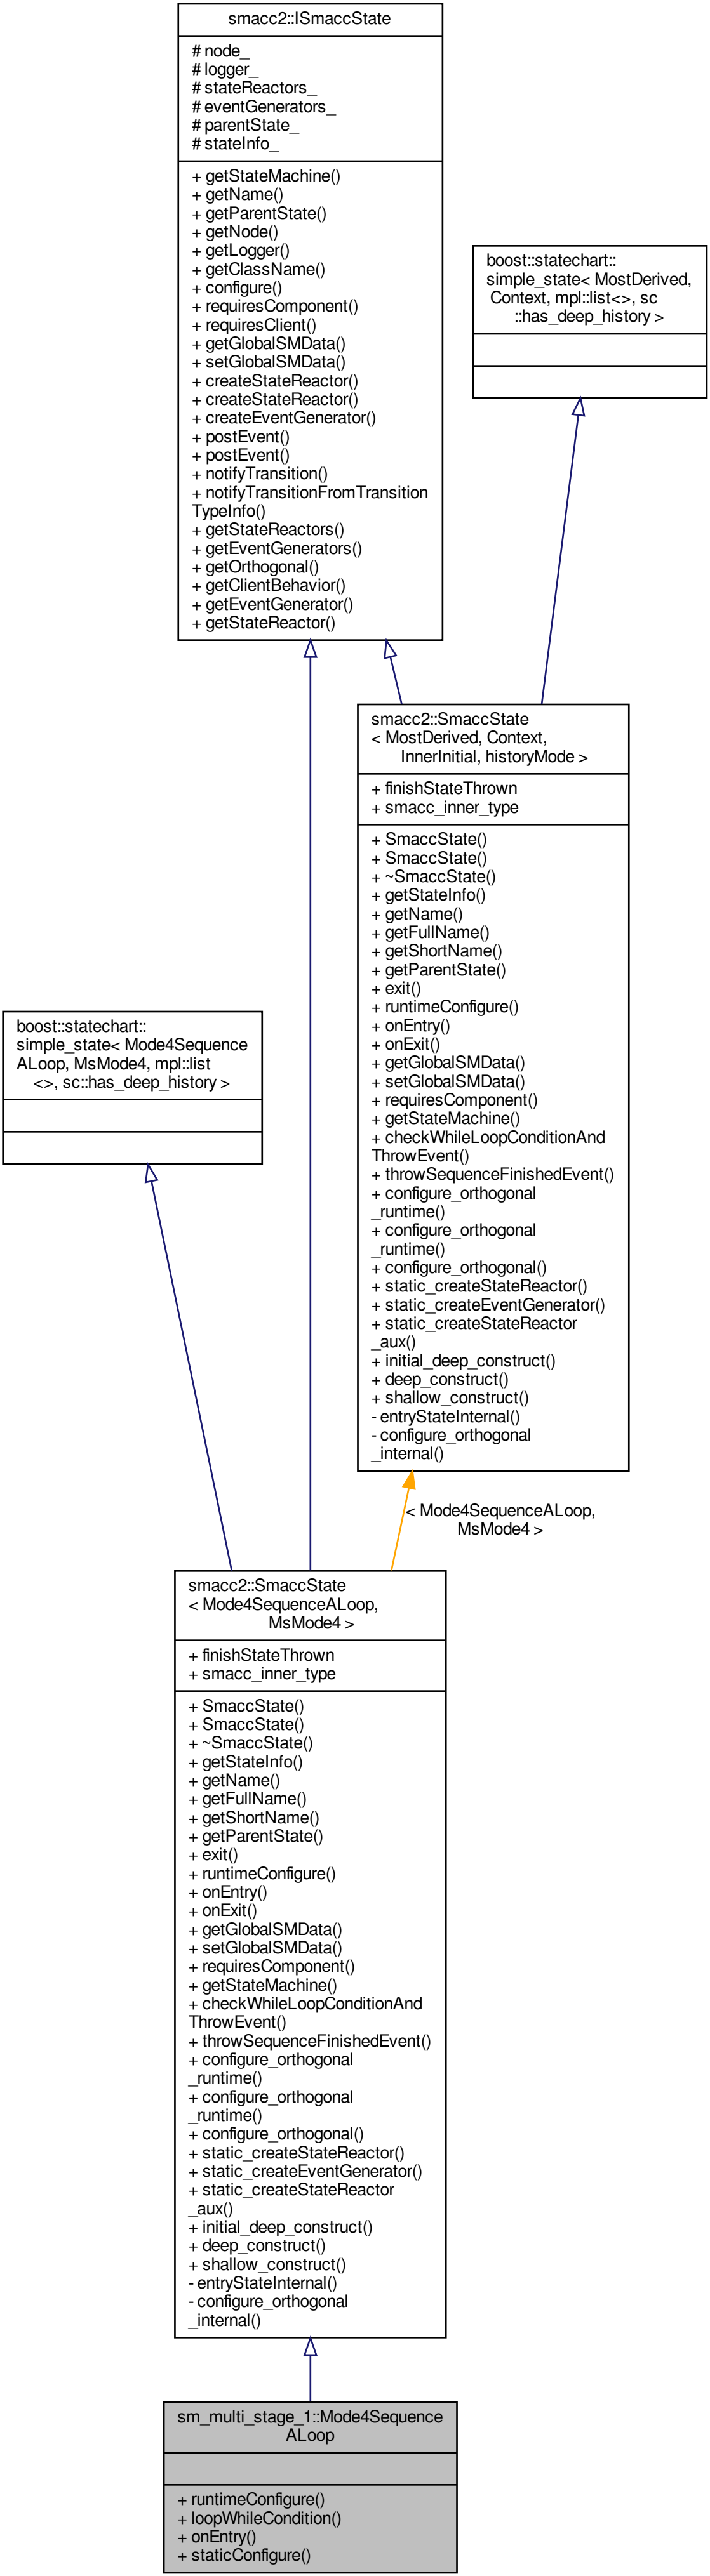 smacc2::ISmaccState
# node_
# logger_
# stateReactors_
# eventGenerators_
# parentState_
# stateInfo_
+ getStateMachine()
+ getName()
+ getParentState()
+ getNode()
+ getLogger()
+ getClassName()
+ configure()
+ requiresComponent()
+ requiresClient()
+ getGlobalSMData()
+ setGlobalSMData()
+ createStateReactor()
+ createStateReactor()
+ createEventGenerator()
+ postEvent()
+ postEvent()
+ notifyTransition()
+ notifyTransitionFromTransition
TypeInfo()
+ getStateReactors()
+ getEventGenerators()
+ getOrthogonal()
+ getClientBehavior()
+ getEventGenerator()
+ getStateReactor()
boost::statechart::
simple_state< MostDerived,
Context, mpl::list<>, sc
::has_deep_history >
smacc2::SmaccState
< MostDerived, Context,
InnerInitial, historyMode >
+ finishStateThrown
+ smacc_inner_type
+ SmaccState()
+ SmaccState()
+ ~SmaccState()
+ getStateInfo()
+ getName()
+ getFullName()
+ getShortName()
+ getParentState()
+ exit()
+ runtimeConfigure()
+ onEntry()
+ onExit()
+ getGlobalSMData()
+ setGlobalSMData()
+ requiresComponent()
+ getStateMachine()
+ checkWhileLoopConditionAnd
ThrowEvent()
+ throwSequenceFinishedEvent()
+ configure_orthogonal
_runtime()
+ configure_orthogonal
_runtime()
+ configure_orthogonal()
+ static_createStateReactor()
+ static_createEventGenerator()
+ static_createStateReactor
_aux()
+ initial_deep_construct()
+ deep_construct()
+ shallow_construct()
- entryStateInternal()
- configure_orthogonal
_internal()
boost::statechart::
simple_state< Mode4Sequence
ALoop, MsMode4, mpl::list
<>, sc::has_deep_history >
< Mode4SequenceALoop,
MsMode4 >
smacc2::SmaccState
< Mode4SequenceALoop,
MsMode4 >
+ finishStateThrown
+ smacc_inner_type
+ SmaccState()
+ SmaccState()
+ ~SmaccState()
+ getStateInfo()
+ getName()
+ getFullName()
+ getShortName()
+ getParentState()
+ exit()
+ runtimeConfigure()
+ onEntry()
+ onExit()
+ getGlobalSMData()
+ setGlobalSMData()
+ requiresComponent()
+ getStateMachine()
+ checkWhileLoopConditionAnd
ThrowEvent()
+ throwSequenceFinishedEvent()
+ configure_orthogonal
_runtime()
+ configure_orthogonal
_runtime()
+ configure_orthogonal()
+ static_createStateReactor()
+ static_createEventGenerator()
+ static_createStateReactor
_aux()
+ initial_deep_construct()
+ deep_construct()
+ shallow_construct()
- entryStateInternal()
- configure_orthogonal
_internal()
sm_multi_stage_1::Mode4Sequence
ALoop
+ runtimeConfigure()
+ loopWhileCondition()
+ onEntry()
+ staticConfigure()